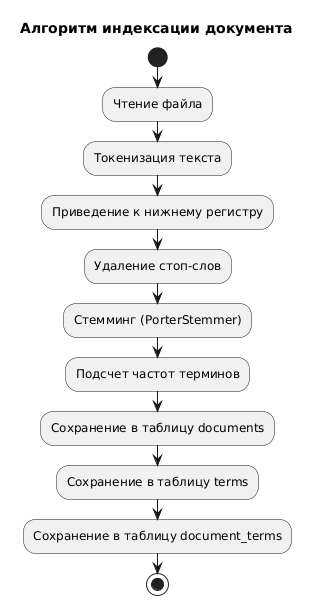 Алгоритм индексации документа
Чтение файла
Токенизация текста
Приведение к нижнему регистру
Удаление стоп-слов
Стемминг (PorterStemmer)
Подсчет частот терминов
Сохранение в таблицу documents
Сохранение в таблицу terms
Сохранение в таблицу document_terms